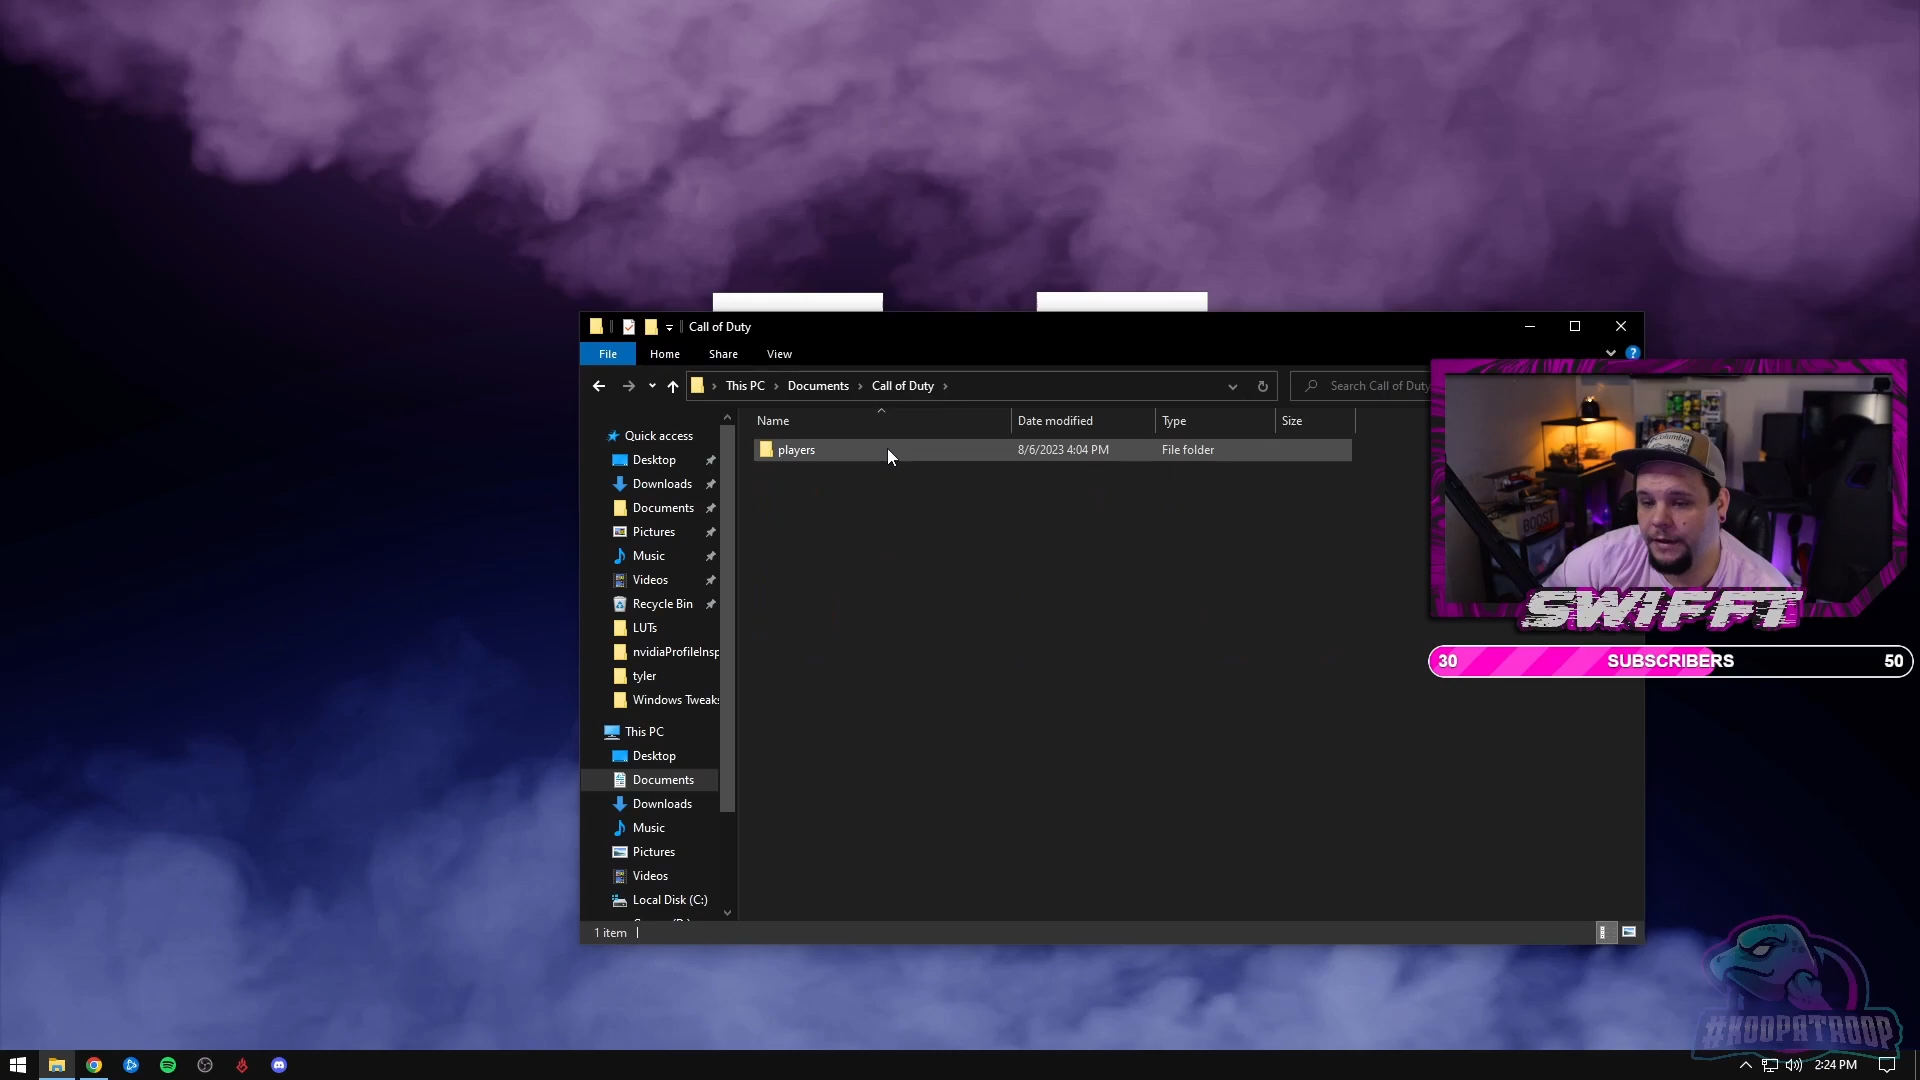 Call of Duty
File Home Share View
This PC Documents Call of Duty
Search Call of Duty
Name Date modified Type Size
players 8/6/2023 4:04 PM File folder
Quick access
Desktop
Downloads
Documents
Pictures
Music
Videos
Recycle Bin
LUTs
nvidiaProfileInsp
tyler
Windows Tweaks
This PC
Desktop
Documents
Downloads
Music
Pictures
Videos
Local Disk (C:)
1 item
Columbia
BOOST
SWIFFT
30 SUBSCRIBERS 50
#KOOPATROOP
2:24 PM